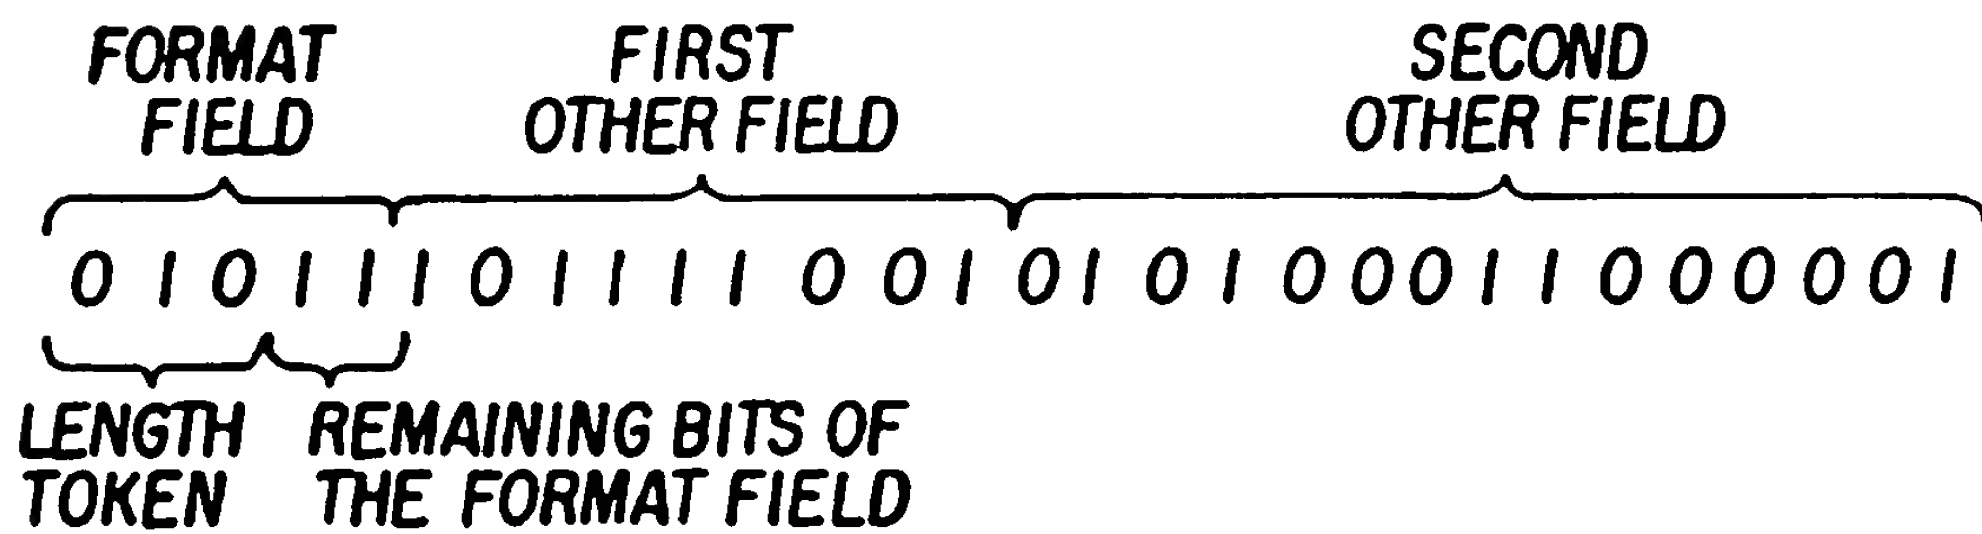 FORMAT
FIELD
FIRST
OTHER FIELD
SECOND
OTHER FIELD
0 1 0 1 1 1 0 1 1 1 1 0 0 1 0 1 0 1 0 0 0 1 1 0 0 0 0 0 1
LENGTH
TOKEN
REMAINING BITS OF
THE FORMAT FIELD